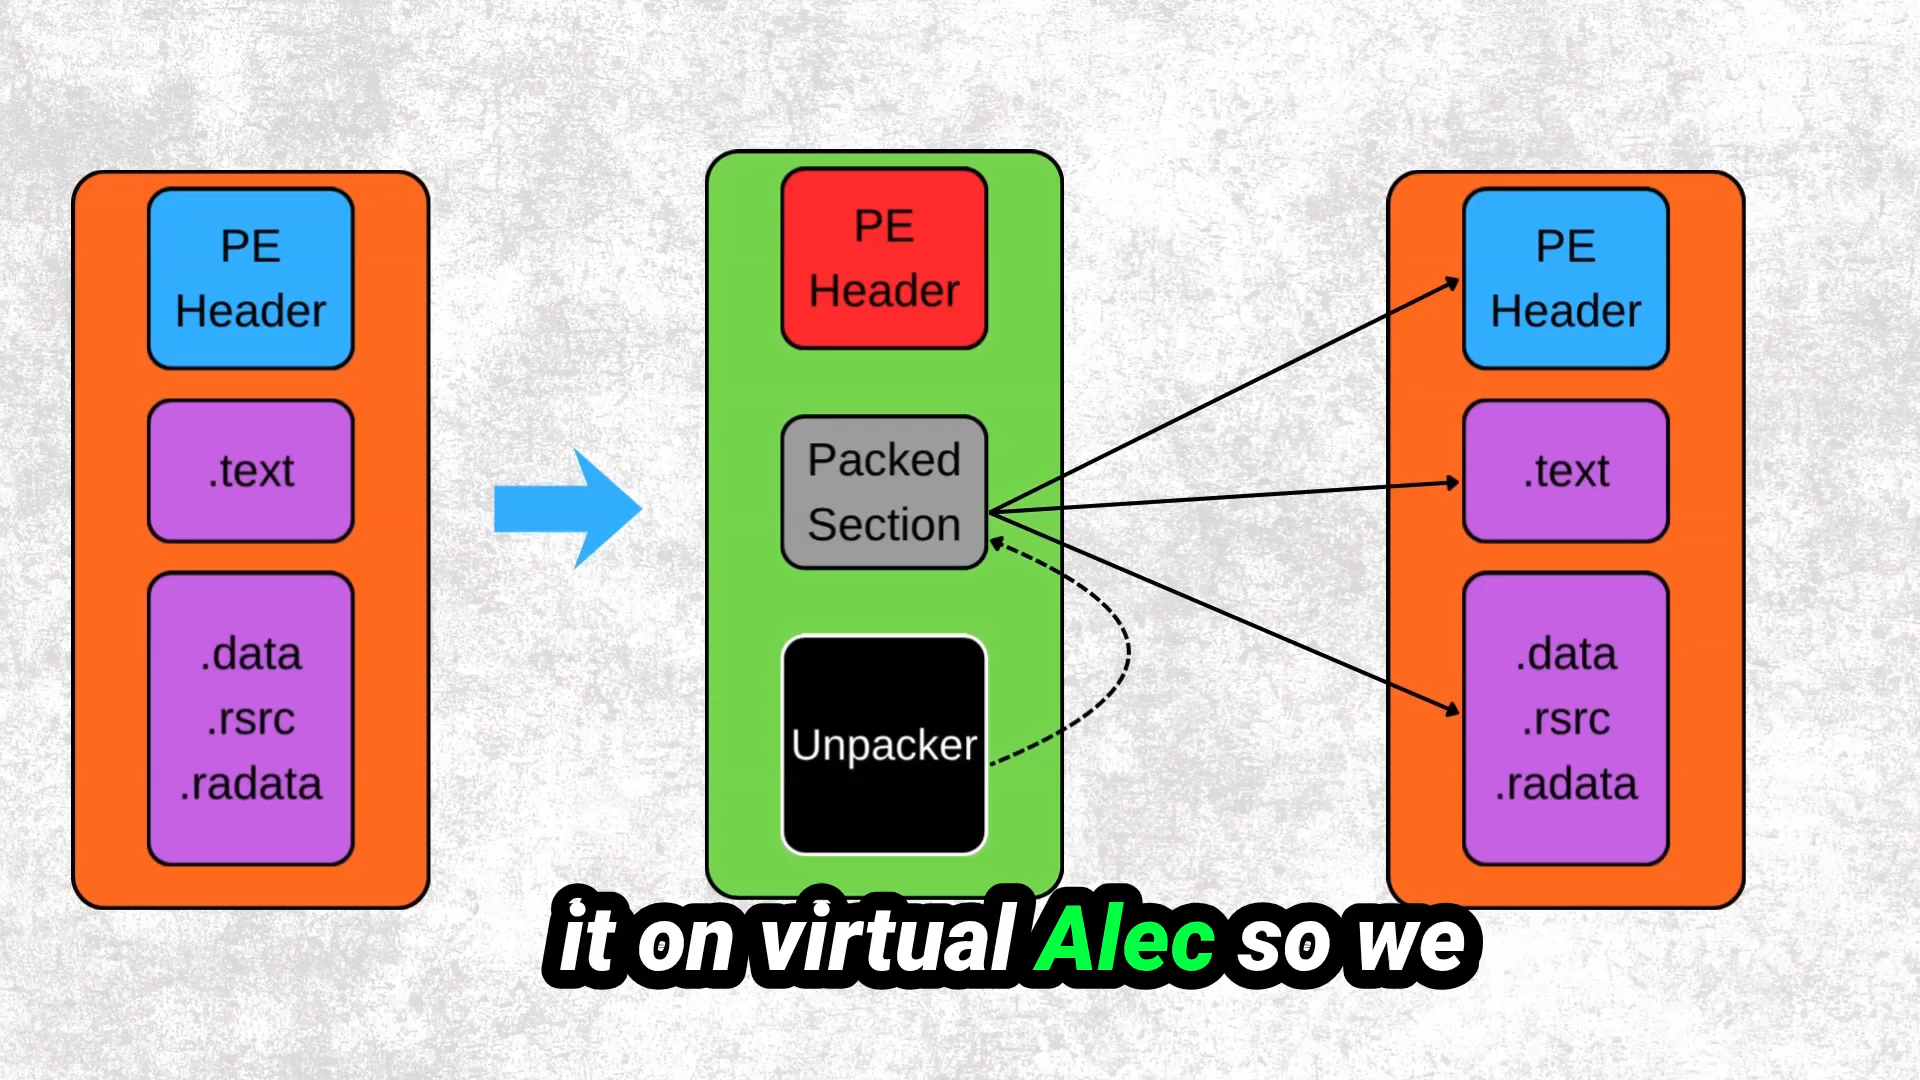 PE
Header
.text
.data
.rsrc
.radata
PE
Header
Packed
Section
Unpacker
PE
Header
.text
.data
.rsrc
.radata
it on virtual Alec so we